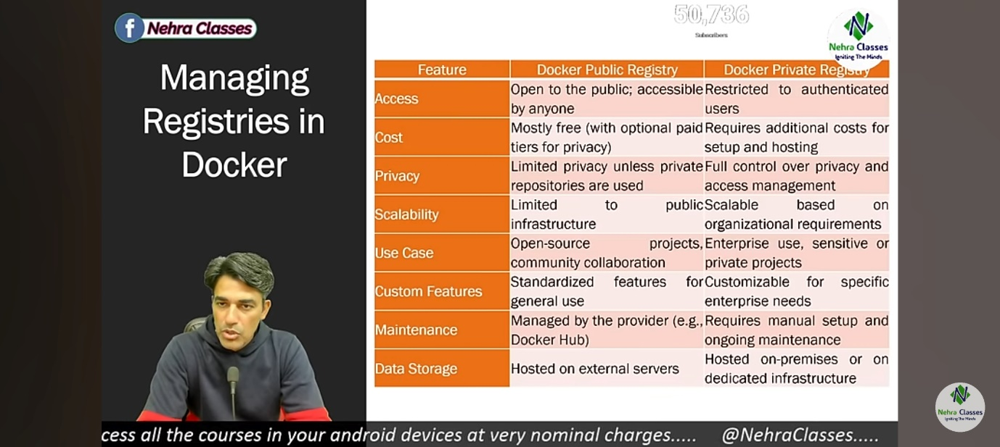 f Nehra Classes
Managing
Registries in
Docker
50,736
Subscribers
Nehra Classes
Igniting The Minds
Feature Docker Public Registry Docker Private Registry
Access
Open to the public; accessible
by anyone
Restricted to authenticated
users
Cost
Mostly free (with optional paid
tiers for privacy)
Requires additional costs for
setup and hosting
Privacy
Limited privacy unless private
repositories are used
Full control over privacy and
access management
Scalability
Limited to public
infrastructure
Scalable based on
organizational requirements
Use Case
Open-source projects,
community collaboration
Enterprise use, sensitive or
private projects
Custom Features
Standardized features for
general use
Customizable for specific
enterprise needs
Maintenance
Managed by the provider (e.g.,
Docker Hub)
Requires manual setup and
ongoing maintenance
Data Storage
Hosted on external servers
Hosted on-premises or on
dedicated infrastructure
Nehra Classes
Igniting The Minds
cess all the courses in your android devices at very nominal charges..... @NehraClasses.....